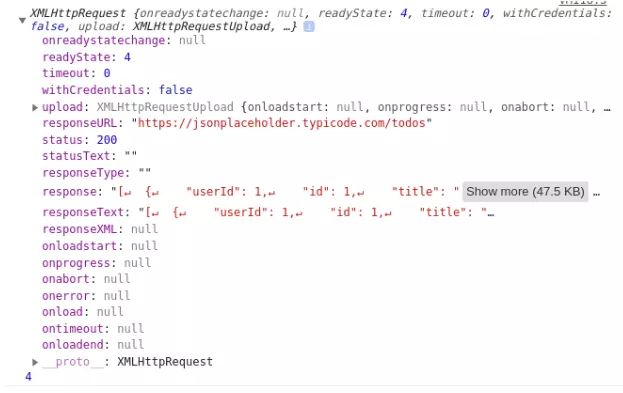 XMLHttpRequest {onreadystatechange: null, readyState: 4, timeout: 0, withCredentials:
false, upload: XMLHttpRequestUpload, …}
onreadystatechange: null
readyState: 4
timeout: 0
withCredentials: false
upload: XMLHttpRequestUpload {onloadstart: null, onprogress: null, onabort: null, …
responseURL: "https://jsonplaceholder.typicode.com/todos"
status: 200
statusText: ""
responseType: ""
response: "[↵  {↵    "userId": 1,↵    "id": 1,↵    "title": " Show more (47.5 KB) …
responseText: "[↵  {↵    "userId": 1,↵    "id": 1,↵    "title": "…
responseXML: null
onloadstart: null
onprogress: null
onabort: null
onerror: null
onload: null
ontimeout: null
onloadend: null
__proto__: XMLHttpRequest
4